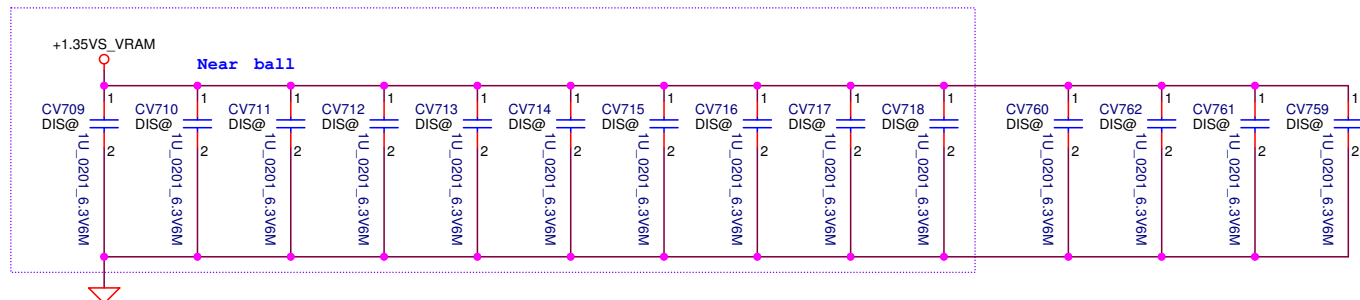 +1.35VS_VRAM
Near ball
CV709
DIS@
1
2
1U_0201_6.3V6M
CV710
DIS@
1
2
1U_0201_6.3V6M
CV711
DIS@
1
2
1U_0201_6.3V6M
CV712
DIS@
1
2
1U_0201_6.3V6M
CV713
DIS@
1
2
1U_0201_6.3V6M
CV714
DIS@
1
2
1U_0201_6.3V6M
CV715
DIS@
1
2
1U_0201_6.3V6M
CV716
DIS@
1
2
1U_0201_6.3V6M
CV717
DIS@
1
2
1U_0201_6.3V6M
CV718
DIS@
1
2
1U_0201_6.3V6M
CV760
DIS@
1
2
1U_0201_6.3V6M
CV762
DIS@
1
2
1U_0201_6.3V6M
CV761
DIS@
1
2
1U_0201_6.3V6M
CV759
DIS@
1
2
1U_0201_6.3V6M